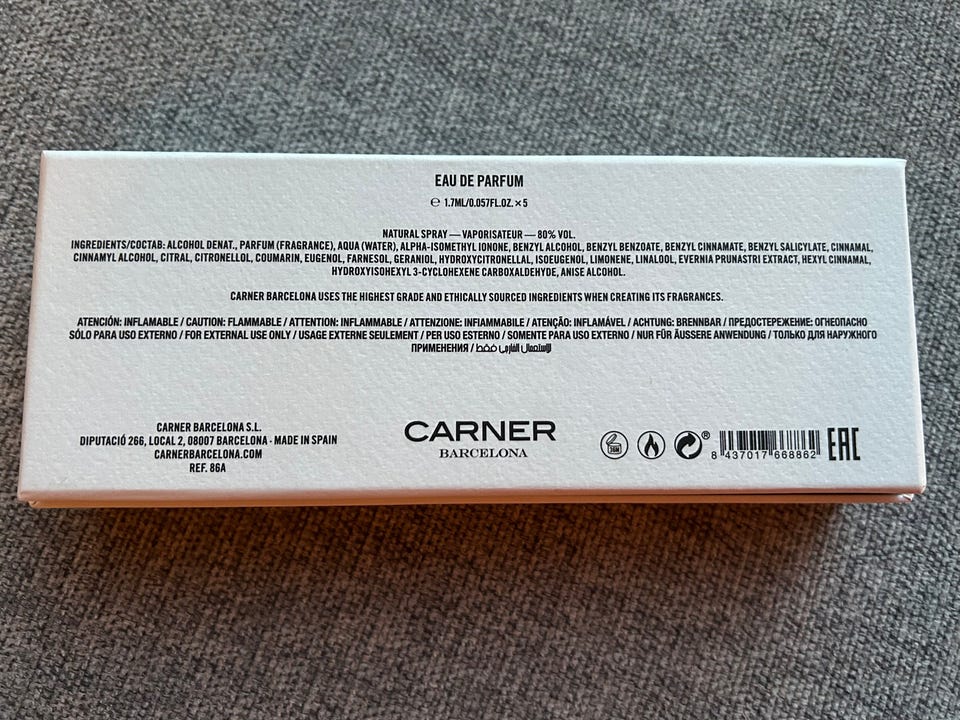 EAU DE PARFUM
℮ 1.7ML/0.057FL.OZ. × 5
NATURAL SPRAY — VAPORISATEUR — 80% VOL.
INGREDIENTS/COCTAB: ALCOHOL DENAT., PARFUM (FRAGRANCE), AQUA (WATER), ALPHA-ISOMETHYL IONONE, BENZYL ALCOHOL, BENZYL BENZOATE, BENZYL CINNAMATE, BENZYL SALICYLATE, CINNAMAL,
CINNAMYL ALCOHOL, CITRAL, CITRONELLOL, COUMARIN, EUGENOL, FARNESOL, GERANIOL, HYDROXYCITRONELLAL, ISOEUGENOL, LIMONENE, LINALOOL, EVERNIA PRUNASTRI EXTRACT, HEXYL CINNAMAL,
HYDROXYISOHEXYL 3-CYCLOHEXENE CARBOXALDEHYDE, ANISE ALCOHOL.
CARNER BARCELONA USES THE HIGHEST GRADE AND ETHICALLY SOURCED INGREDIENTS WHEN CREATING ITS FRAGRANCES.
ATENCIÓN: INFLAMABLE / CAUTION: FLAMMABLE / ATTENTION: INFLAMMABLE / ATTENZIONE: INFIAMMABILE / ATENÇÃO: INFLAMÁVEL / ACHTUNG: BRENNBAR / ПРЕДОСТЕРЕЖЕНИЕ: ОГНЕОПАСНО
SÓLO PARA USO EXTERNO / FOR EXTERNAL USE ONLY / USAGE EXTERNE SEULEMENT / PER USO ESTERNO / SOMENTE PARA USO EXTERNO / NUR FÜR ÄUSSERE ANWENDUNG / ТОЛЬКО ДЛЯ НАРУЖНОГО
ПРИМЕНЕНИЯ / للإستعمال الخارجي فقط
CARNER BARCELONA S.L.
DIPUTACIÓ 266, LOCAL 2, 08007 BARCELONA - MADE IN SPAIN
CARNERBARCELONA.COM
REF. 86A
CARNER
BARCELONA
36M
®
8 437017 668862
EAC